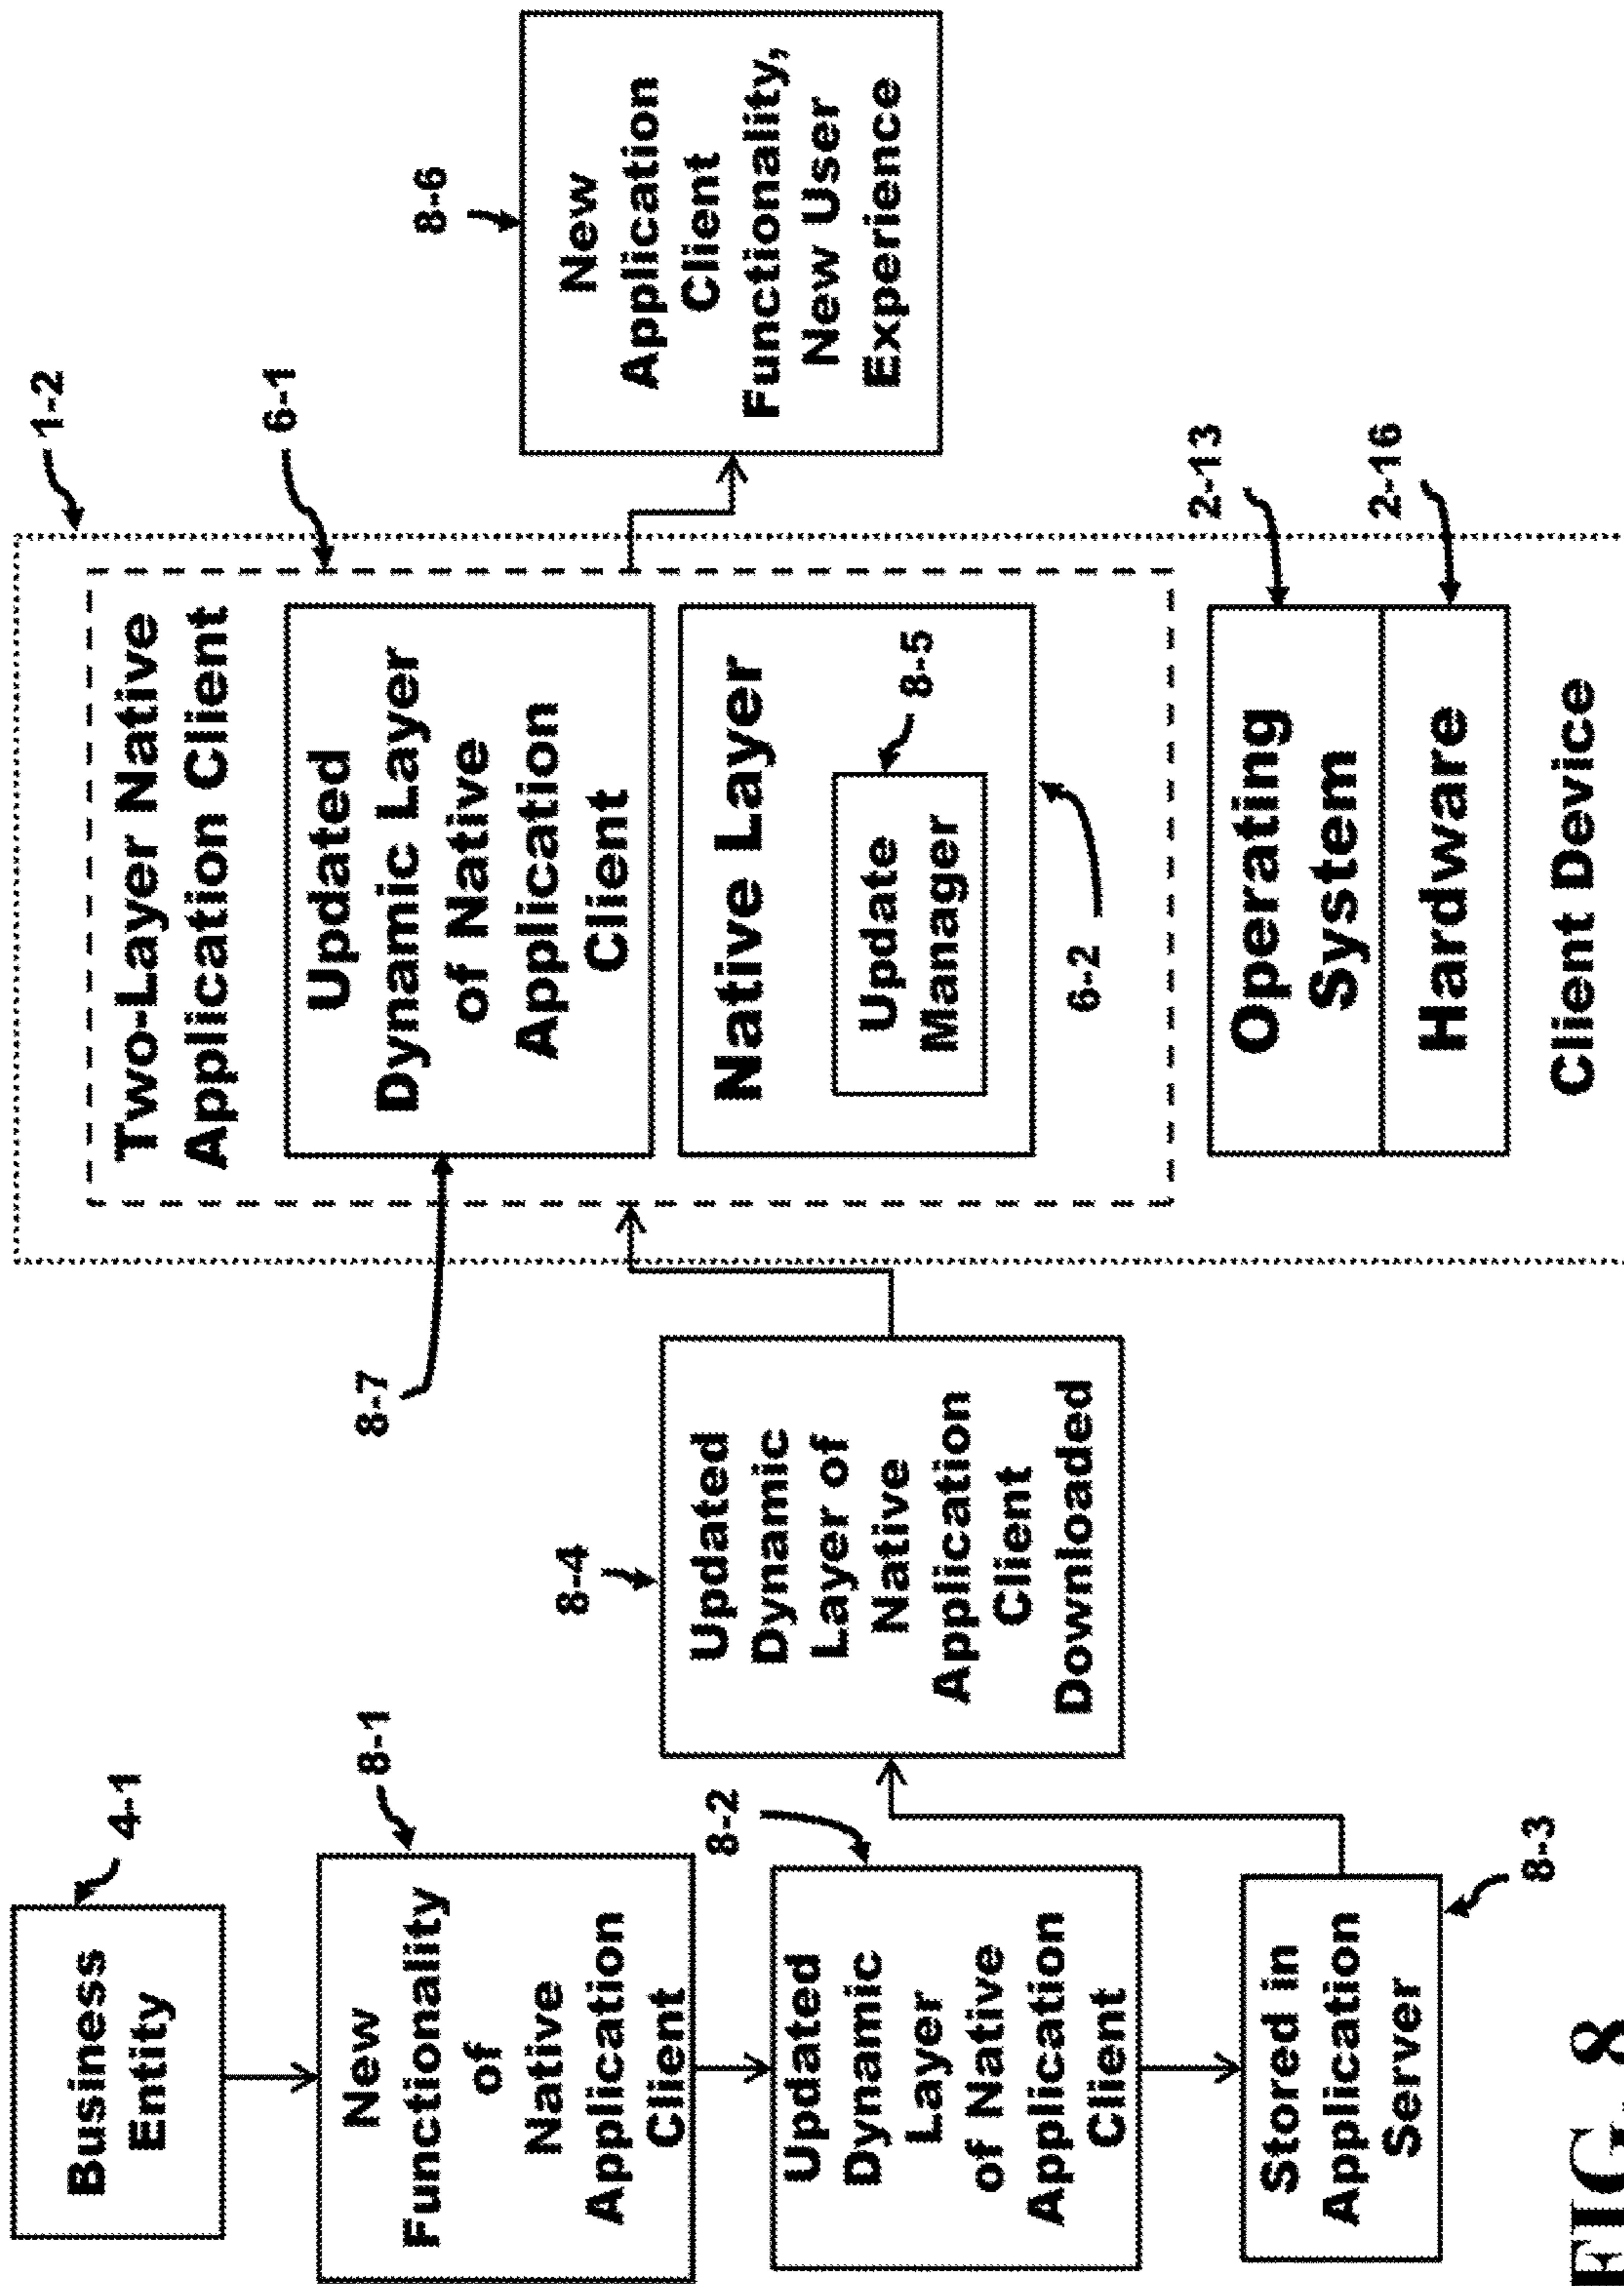 Business
Entity
4-1
New
Functionality
of
Native
Application
Client
8-1
Updated
Dynamic
Layer
of Native
Application
Client
8-2
Stored in
Application
Server
8-3
8-4
Updated
Dynamic
Layer of
Native
Application
Client
Downloaded
8-7
1-2
6-1
Two-Layer Native
Application Client
Updated
Dynamic Layer
of Native
Application
Client
Native Layer
8-5
Update
Manager
6-2
2-13
Operating
System
2-16
Hardware
Client Device
8-6
New
Application
Client
Functionality,
New User
Experience
FIG. 8